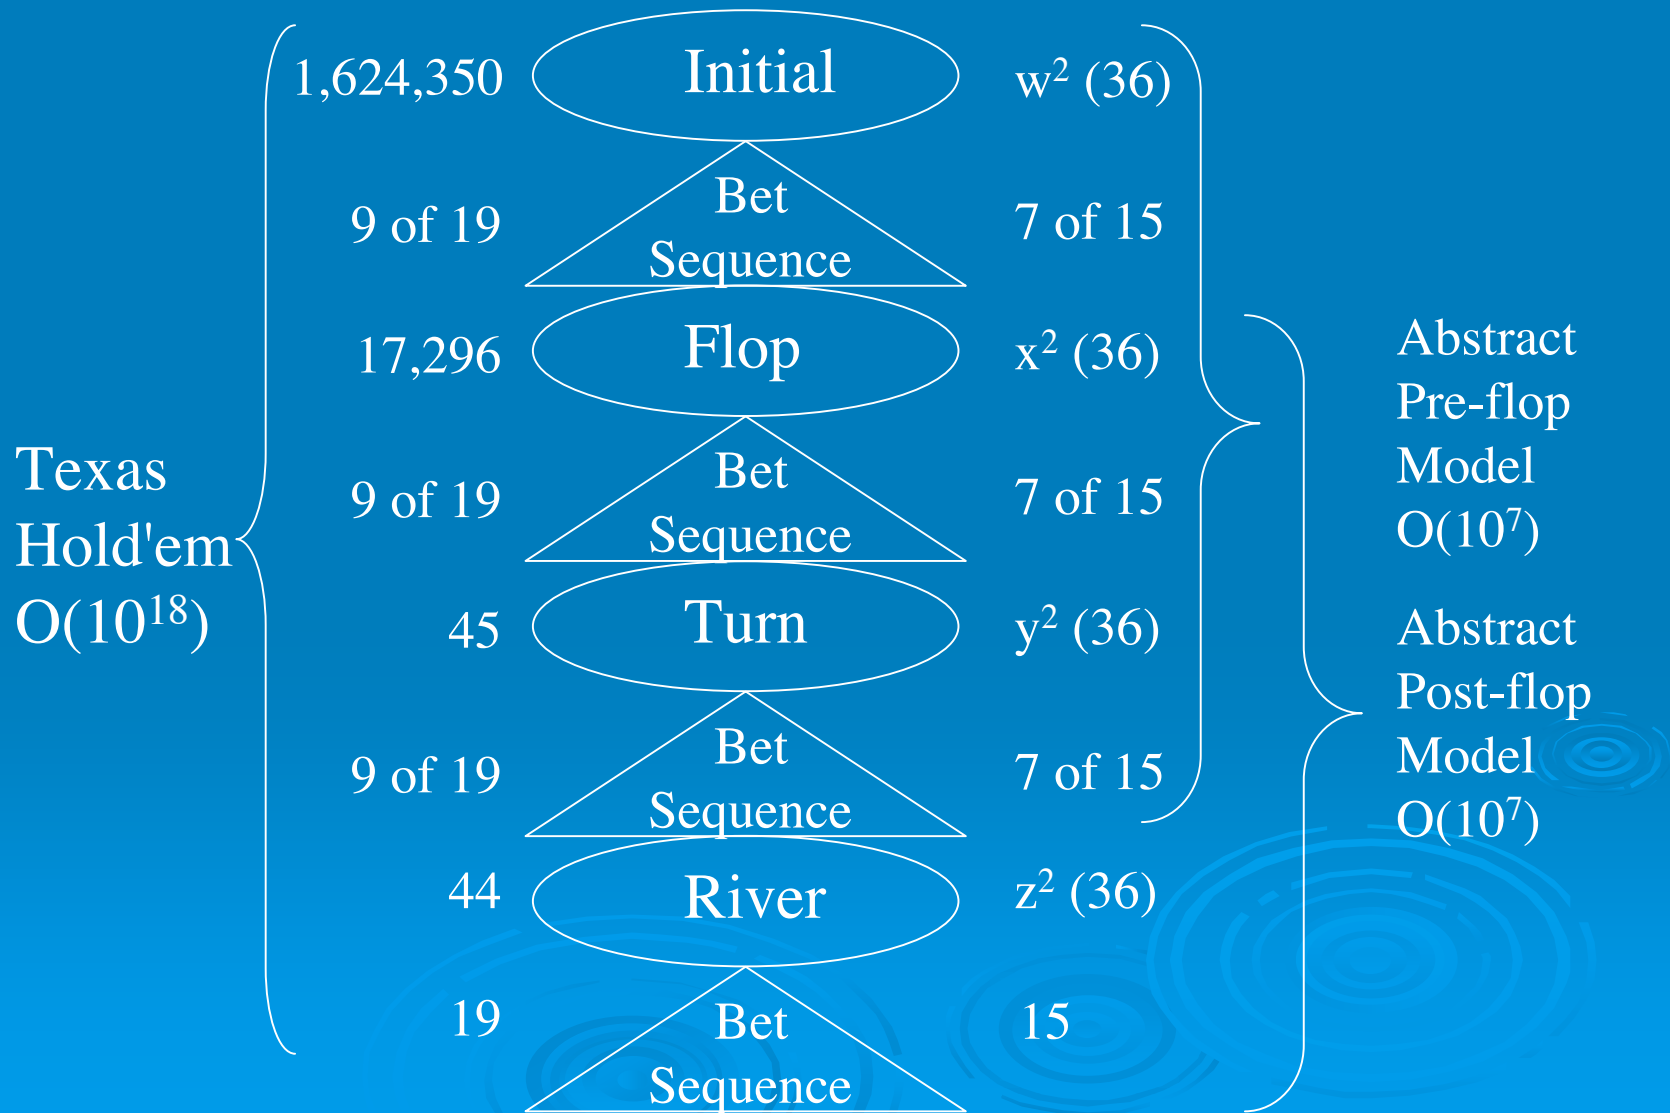 1,624,350 Initial w² (36)
9 of 19 Bet Sequence 7 of 15
17,296 Flop x² (36)
9 of 19 Bet Sequence 7 of 15
45 Turn y² (36)
9 of 19 Bet Sequence 7 of 15
44 River z² (36)
19 Bet Sequence 15
Texas
Hold'em
O(10¹⁸)
Abstract
Pre-flop
Model
O(10⁷)
Abstract
Post-flop
Model
O(10⁷)